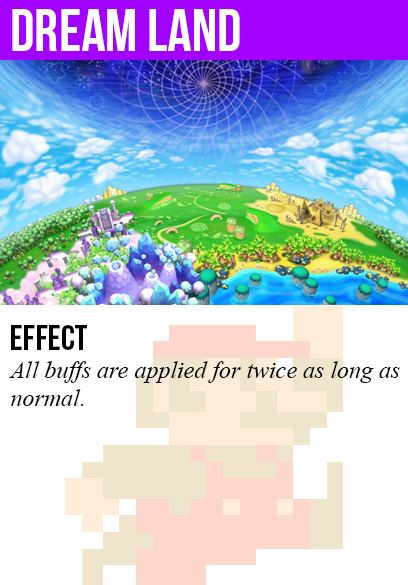 DREAM LAND
EFFECT
All buffs are applied for twice as long as
normal.